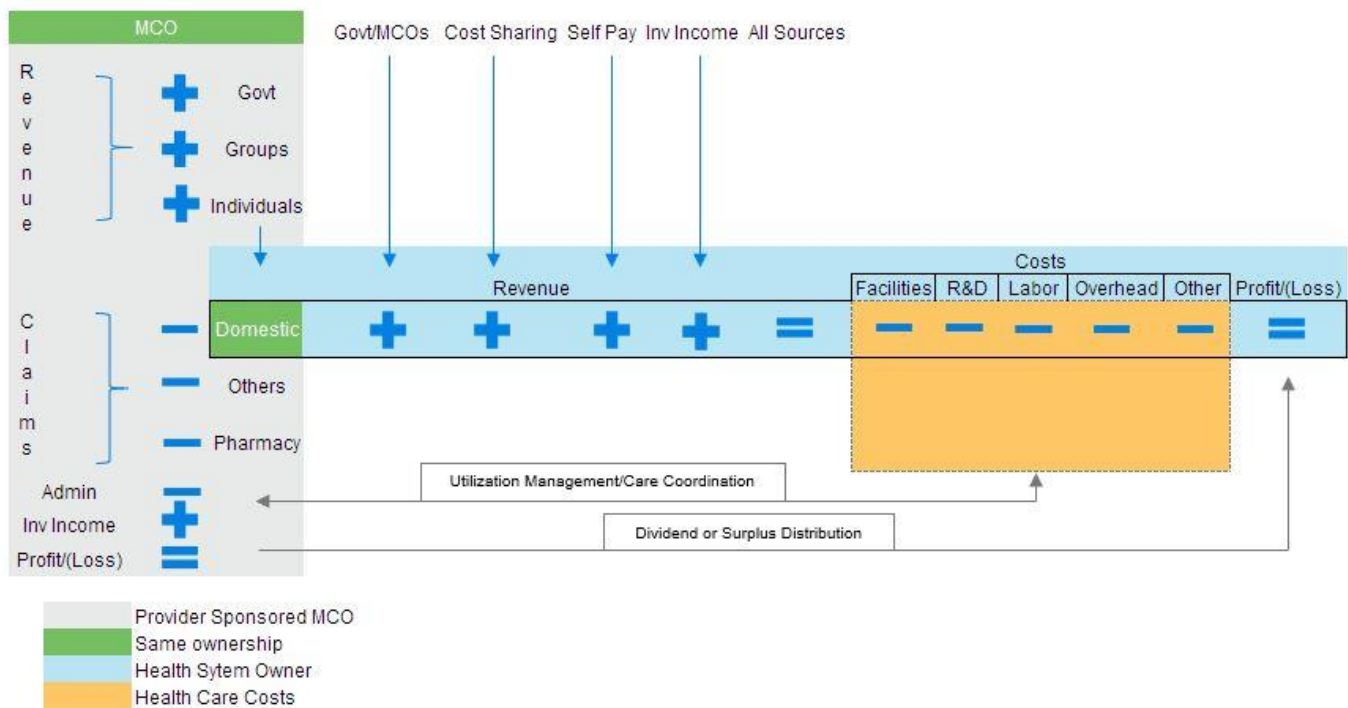 MCO
Govt/MCOs Cost Sharing Self Pay Inv Income All Sources
Revenue
Govt
Groups
Individuals
Costs
Revenue
Facilities R&D Labor Overhead Other Profit/(Loss)
Claims
Domestic
Others
Pharmacy
Utilization Management/Care Coordination
Admin
Inv Income
Dividend or Surplus Distribution
Profit/(Loss)
Provider Sponsored MCO
Same ownership
Health Sytem Owner
Health Care Costs